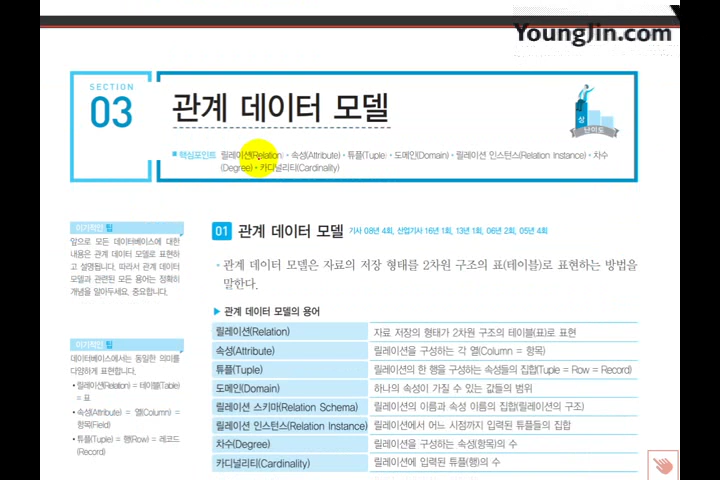 YoungJin.com
SECTION
03
관계 데이터 모델
상
난이도
■ 핵심포인트 릴레이션(Relation) • 속성(Attribute) • 튜플(Tuple) • 도메인(Domain) • 릴레이션 인스턴스(Relation Instance) • 차수
(Degree) • 카디널리티(Cardinality)
이기적인 팁
앞으로 모든 데이터베이스에 대한
내용은 관계 데이터 모델로 표현하
고 설명됩니다. 따라서 관계 데이터
모델과 관련된 모든 용어는 정확히
개념을 알아두세요. 중요합니다.
01 관계 데이터 모델 기사 08년 4회, 산업기사 16년 1회, 13년 1회, 06년 2회, 05년 4회
• 관계 데이터 모델은 자료의 저장 형태를 2차원 구조의 표(테이블)로 표현하는 방법을
말한다.
▶ 관계 데이터 모델의 용어
릴레이션(Relation) 자료 저장의 형태가 2차원 구조의 테이블(표)로 표현
속성(Attribute) 릴레이션을 구성하는 각 열(Column = 항목)
튜플(Tuple) 릴레이션의 한 행을 구성하는 속성들의 집합(Tuple = Row = Record)
도메인(Domain) 하나의 속성이 가질 수 있는 값들의 범위
릴레이션 스키마(Relation Schema) 릴레이션의 이름과 속성 이름의 집합(릴레이션의 구조)
릴레이션 인스턴스(Relation Instance) 릴레이션에서 어느 시점까지 입력된 튜플들의 집합
차수(Degree) 릴레이션을 구성하는 속성(항목)의 수
카디널리티(Cardinality) 릴레이션에 입력된 튜플(행)의 수
이기적인 팁
데이터베이스에서는 동일한 의미를
다양하게 표현합니다.
• 릴레이션(Relation) = 테이블(Table)
= 표
• 속성(Attribute) = 열(Column) =
항목(Field)
• 튜플(Tuple) = 행(Row) = 레코드
(Record)